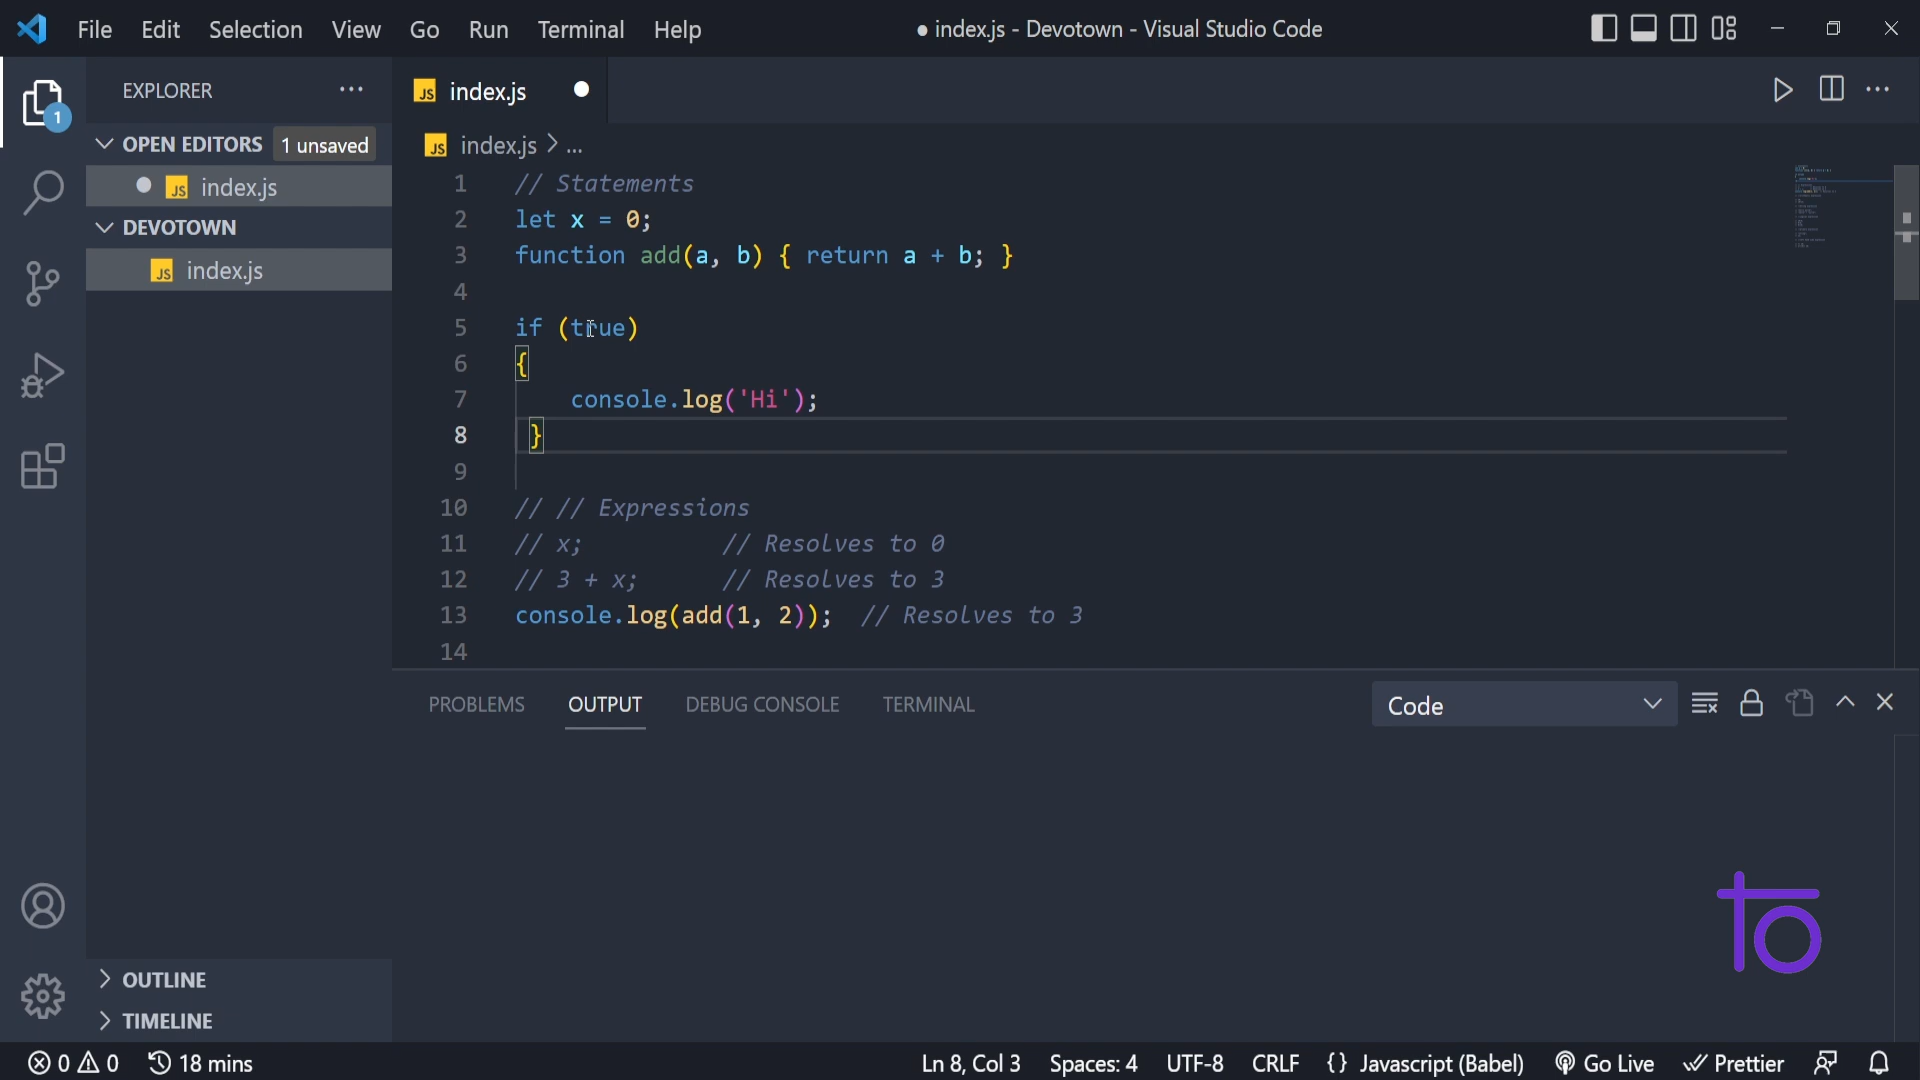 File Edit Selection View Go Run Terminal Help
● index.js - Devotown - Visual Studio Code
1
EXPLORER
OPEN EDITORS 1 unsaved
index.js
DEVOTOWN
index.js
OUTLINE
TIMELINE
index.js
index.js > ...
1 // Statements
2 let x = 0;
3 function add(a, b) { return a + b; }
4
5 if (true)
6 {
7 console.log('Hi');
8 }
9
10 // // Expressions
11 // x; // Resolves to 0
12 // 3 + x; // Resolves to 3
13 console.log(add(1, 2)); // Resolves to 3
14
PROBLEMS OUTPUT DEBUG CONSOLE TERMINAL
Code
to
0 0 18 mins
Ln 8, Col 3 Spaces: 4 UTF-8 CRLF {} Javascript (Babel) Go Live Prettier